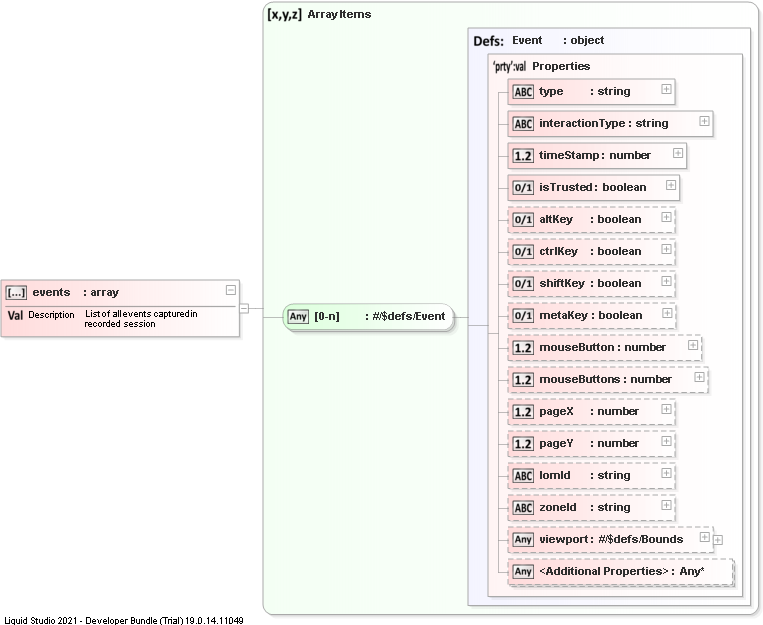 [x,y,z] Array Items
Defs: Event : object
'prty':val Properties
ABC type : string
ABC interactionType : string
1.2 timeStamp : number
0/1 isTrusted : boolean
0/1 altKey : boolean
0/1 ctrlKey : boolean
0/1 shiftKey : boolean
0/1 metaKey : boolean
1.2 mouseButton : number
1.2 mouseButtons : number
1.2 pageX : number
1.2 pageY : number
ABC lomId : string
ABC zoneId : string
Any viewport : #/$defs/Bounds
Any <Additional Properties> : Any*
[...] events : array
Val Description List of all events captured in
recorded session
Any [0-n] : #/$defs/Event
Liquid Studio 2021 - Developer Bundle (Trial) 19.0.14.11049